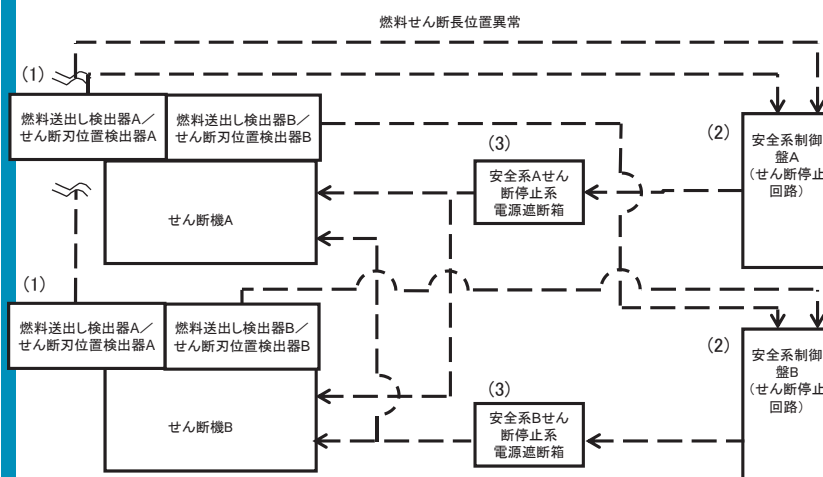 燃料せん断長位置異常
(1)
燃料送出し検出器A／
せん断刃位置検出器A
燃料送出し検出器B／
せん断刃位置検出器B
せん断機A
(3)
安全系Aせん
断停止系
電源遮断箱
(2)
安全系制御
盤A
（せん断停止
回路）
(1)
燃料送出し検出器A／
せん断刃位置検出器A
燃料送出し検出器B／
せん断刃位置検出器B
せん断機B
(3)
安全系Bせん
断停止系
電源遮断箱
(2)
安全系制御
盤B
（せん断停止
回路）